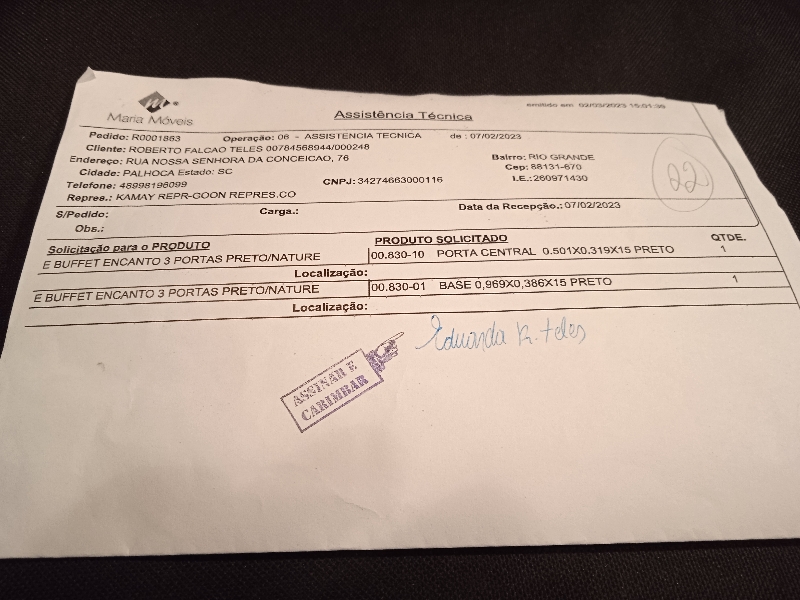 Maria Móveis
Assistência Técnica
emitido em 02/03/2023 15:01:39
Pedido: R0001853 Operação: 06 - ASSISTENCIA TECNICA de : 07/02/2023
Cliente: ROBERTO FALCAO TELES 00784568944/000248
Endereço: RUA NOSSA SENHORA DA CONCEICAO, 76 Bairro: RIO GRANDE
Cidade: PALHOCA Estado: SC Cep: 88131-670
Telefone: 48998196099 CNPJ: 34274663000116 I.E.: 260971430
Repres.: KAMAY REPR-GOON REPRES.CO
22
S/Pedido: Carga.: Data da Recepção.: 07/02/2023
Obs.:
Solicitação para o PRODUTO PRODUTO SOLICITADO QTDE.
E BUFFET ENCANTO 3 PORTAS PRETO/NATURE 00.830-10 PORTA CENTRAL 0.501X0.319X15 PRETO 1
Localização:
E BUFFET ENCANTO 3 PORTAS PRETO/NATURE 00.830-01 BASE 0,969X0,386X15 PRETO 1
Localização:
Eduarda K. teles
ASSINAR E
CARIMBAR